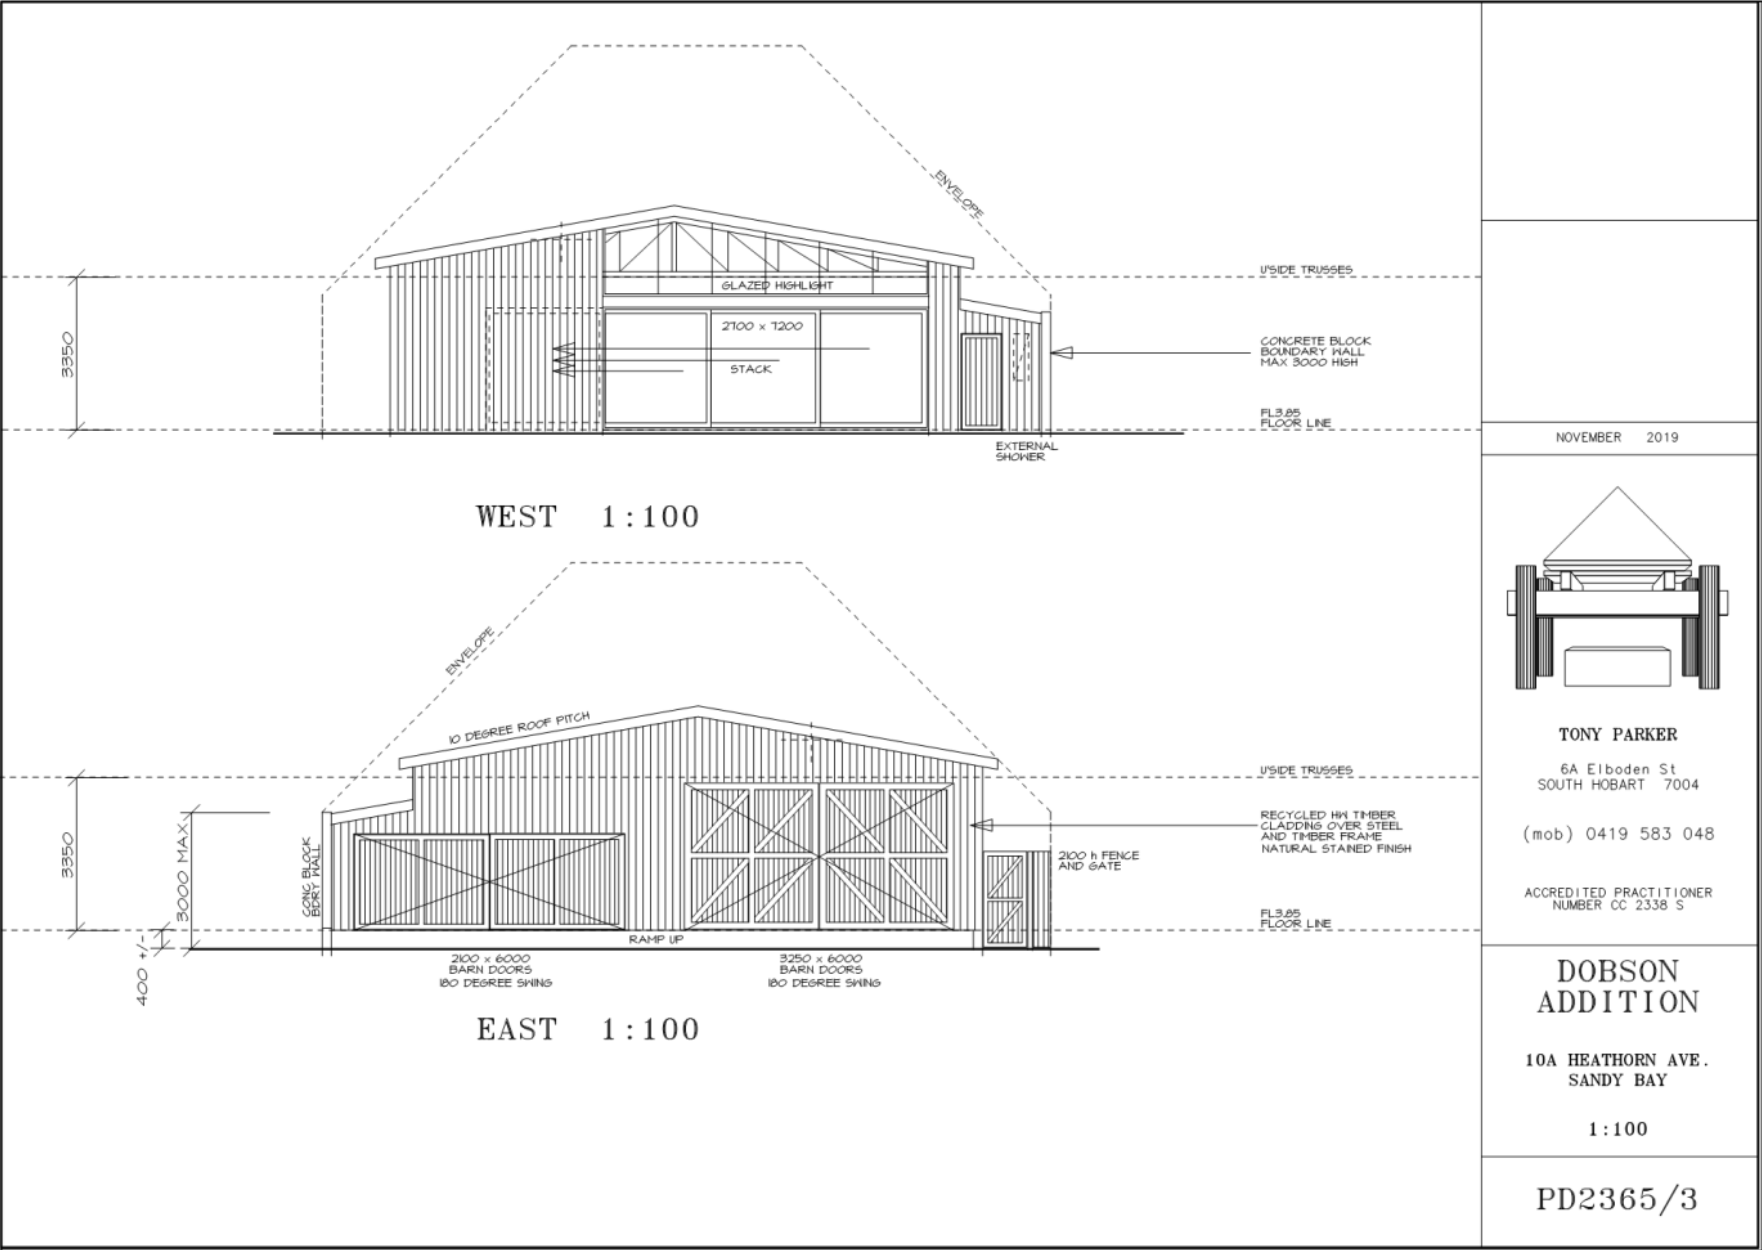 ENVELOPE
U'SIDE TRUSSES
GLAZED HIGHLIGHT
2700 x 7200
STACK
3350
CONCRETE BLOCK
BOUNDARY WALL
MAX 3000 HIGH
FL3.85
FLOOR LINE
EXTERNAL
SHOWER
WEST 1:100
ENVELOPE
10 DEGREE ROOF PITCH
U'SIDE TRUSSES
3350
3000 MAX
400 +/-
CONC BLOCK
BDRY WALL
RECYCLED HW TIMBER
CLADDING OVER STEEL
AND TIMBER FRAME
NATURAL STAINED FINISH
2100 h FENCE
AND GATE
FL3.85
FLOOR LINE
RAMP UP
2100 x 6000
BARN DOORS
180 DEGREE SWING
3250 x 6000
BARN DOORS
180 DEGREE SWING
EAST 1:100
NOVEMBER 2019
TONY PARKER
6A Elboden St
SOUTH HOBART 7004
(mob) 0419 583 048
ACCREDITED PRACTITIONER
NUMBER CC 2338 S
DOBSON
ADDITION
10A HEATHORN AVE.
SANDY BAY
1:100
PD2365/3